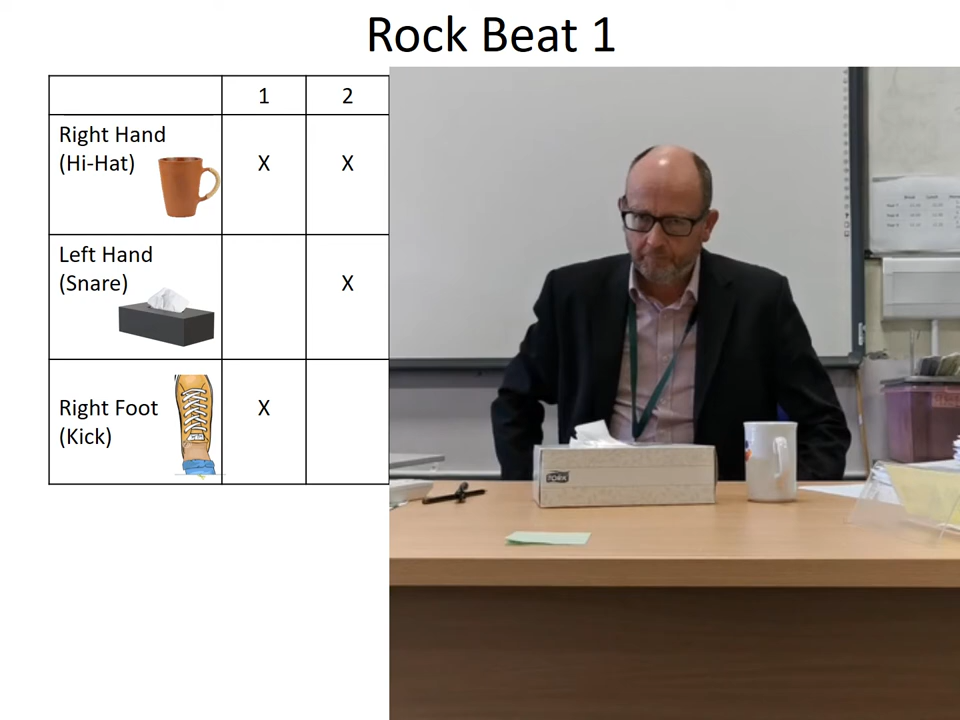 Rock Beat 1
1 2
Right Hand
(Hi-Hat)
X X
Left Hand
(Snare)
X
Right Foot
(Kick)
X
TORK